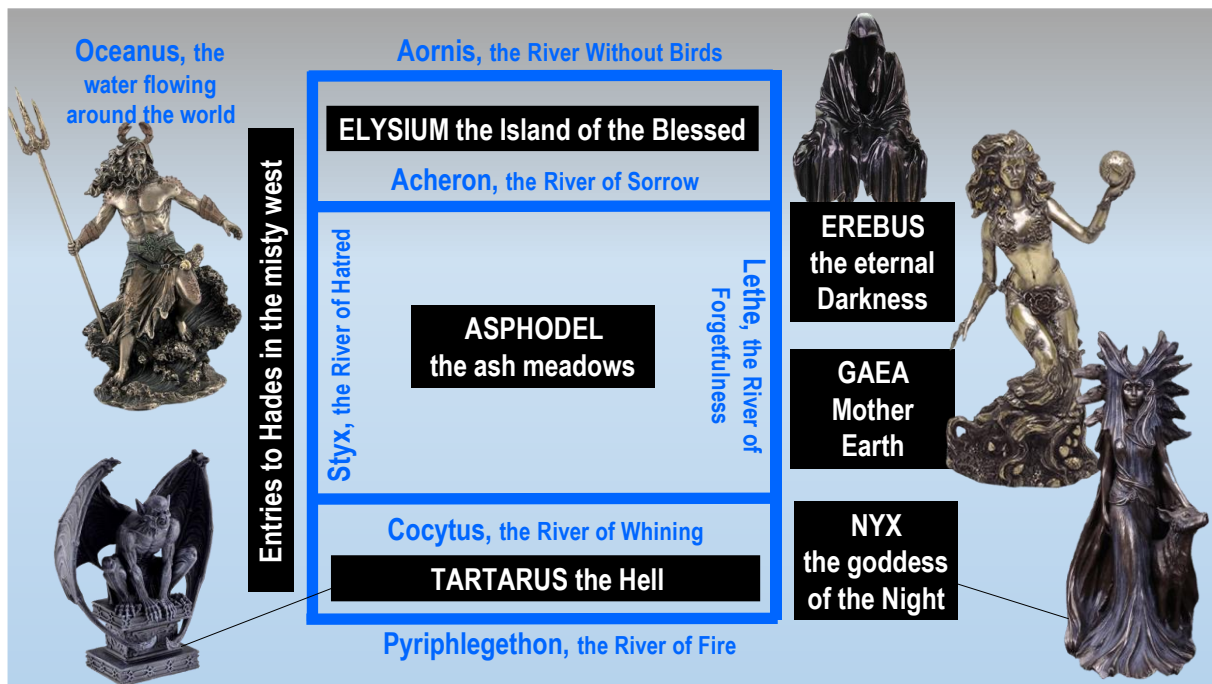 Oceanus, the
water flowing
around the world
Aornis, the River Without Birds
ELYSIUM the Island of the Blessed
Acheron, the River of Sorrow
Entries to Hades in the misty west
Styx, the River of Hatred
ASPHODEL
the ash meadows
Lethe, the River of
Forgetfulness
Cocytus, the River of Whining
TARTARUS the Hell
Pyriphlegethon, the River of Fire
EREBUS
the eternal
Darkness
GAEA
Mother
Earth
NYX
the goddess
of the Night